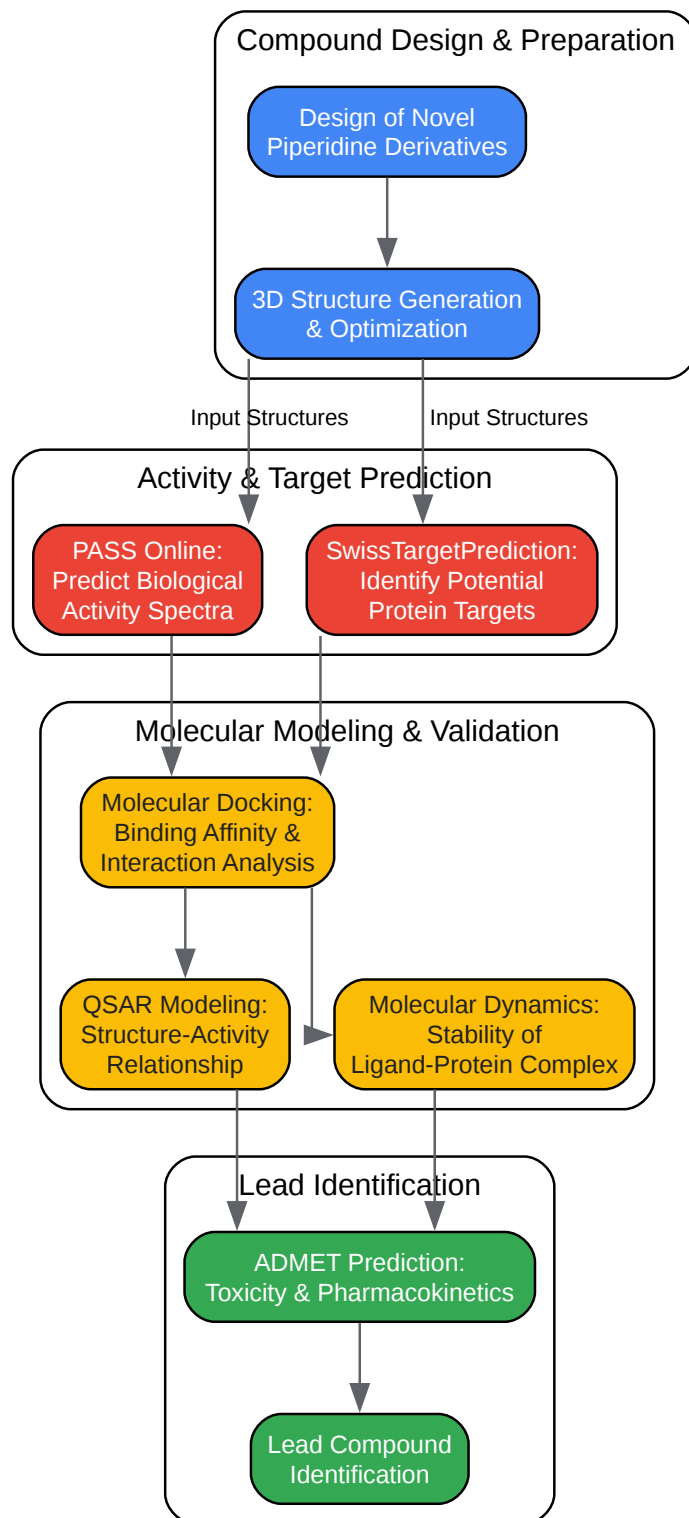 Compound Design & Preparation
Design of Novel
Piperidine Derivatives
3D Structure Generation
& Optimization
Input Structures
Input Structures
Activity & Target Prediction
PASS Online:
Predict Biological
Activity Spectra
SwissTargetPrediction:
Identify Potential
Protein Targets
Molecular Modeling & Validation
Molecular Docking:
Binding Affinity &
Interaction Analysis
QSAR Modeling:
Structure-Activity
Relationship
Molecular Dynamics:
Stability of
Ligand-Protein Complex
Lead Identification
ADMET Prediction:
Toxicity & Pharmacokinetics
Lead Compound
Identification